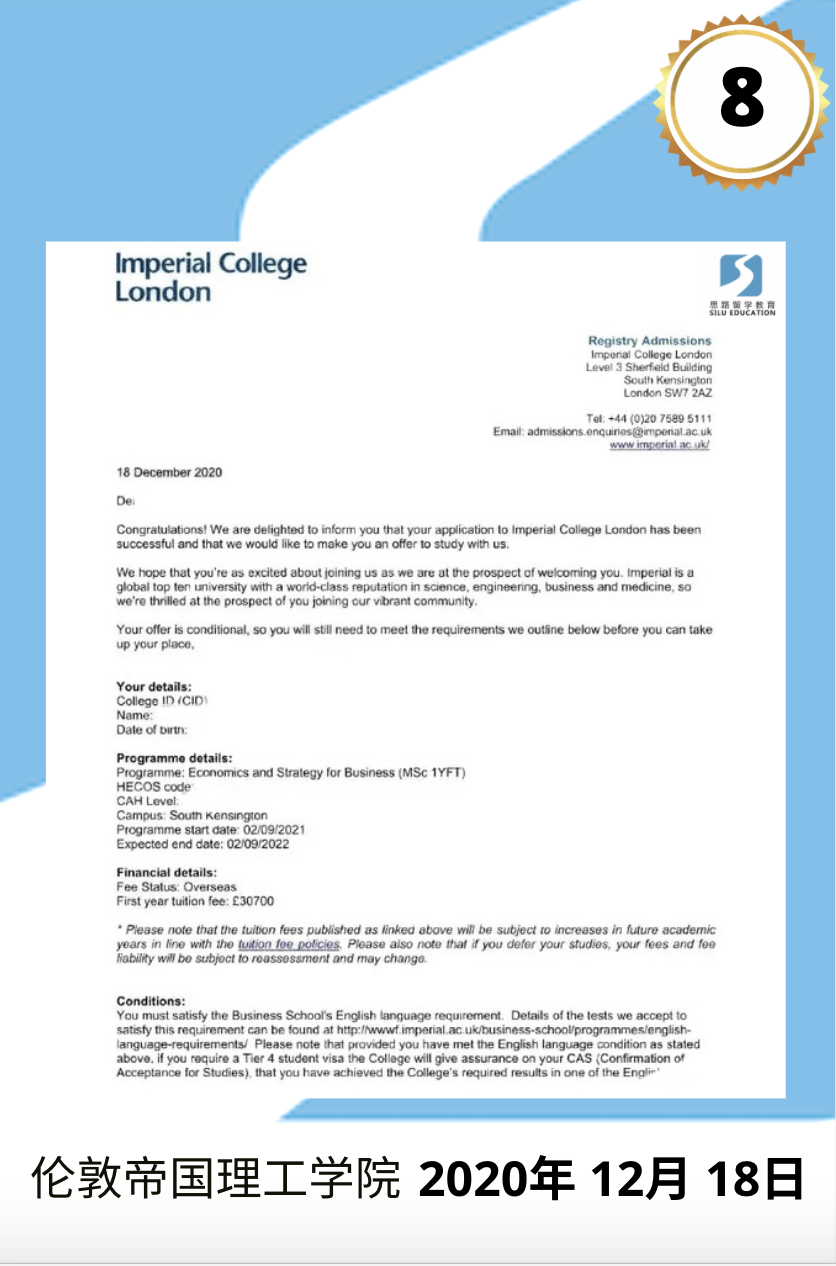 8
Imperial College
London
思路留学教育
SILU EDUCATION
Registry Admissions
Imperial College London
Level 3 Sherfield Building
South Kensington
London SW7 2AZ
Tel: +44 (0)20 7589 5111
Email: admissions.enquiries@imperial.ac.uk
www.imperial.ac.uk/
18 December 2020
Congratulations! We are delighted to inform you that your application to Imperial College London has been
successful and that we would like to make you an offer to study with us.
We hope that you're as excited about joining us as we are at the prospect of welcoming you. Imperial is a
global top ten university with a world-class reputation in science, engineering, business and medicine, so
we're thrilled at the prospect of you joining our vibrant community.
Your offer is conditional, so you will still need to meet the requirements we outline below before you can take
up your place,
Your details:
College ID (CID)
Name:
Date of birth:
Programme details:
Programme: Economics and Strategy for Business (MSc 1YFT)
HECOS code
CAH Level:
Campus: South Kensington
Programme start date: 02/09/2021
Expected end date: 02/09/2022
Financial details:
Fee Status: Overseas
First year tuition fee: £30700
* Please note that the tuition fees published as linked above will be subject to increases in future academic
years in line with the tuition fee policies. Please also note that if you defer your studies, your fees and fee
liability will be subject to reassessment and may change.
Conditions:
You must satisfy the Business School's English language requirement. Details of the tests we accept to
satisfy this requirement can be found at http://wwwf.imperial.ac.uk/business-school/programmes/english-
language-requirements/ Please note that provided you have met the English language condition as stated
above, if you require a Tier 4 student visa the College will give assurance on your CAS (Confirmation of
Acceptance for Studies), that you have achieved the College's required results in one of the
伦敦帝国理工学院 2020年 12月 18日